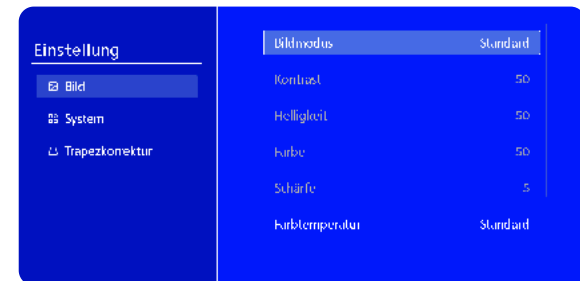 Einstellung
Bild
System
Trapezkorrektur
Bildmodus Standard
Kontrast 50
Helligkeit 50
Farbe 50
Schärfe 5
Farbtemperatur Standard